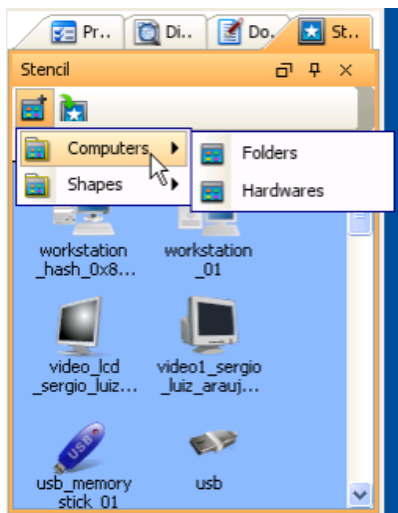 Pr.. Di.. Do. St..
Stencil
Computers Folders
Shapes Hardwares
workstation workstation
_hash_0x8... _01
video_lcd video1_sergio
_sergio_luiz... _luiz_arauj...
USB
usb_memory usb
stick_01